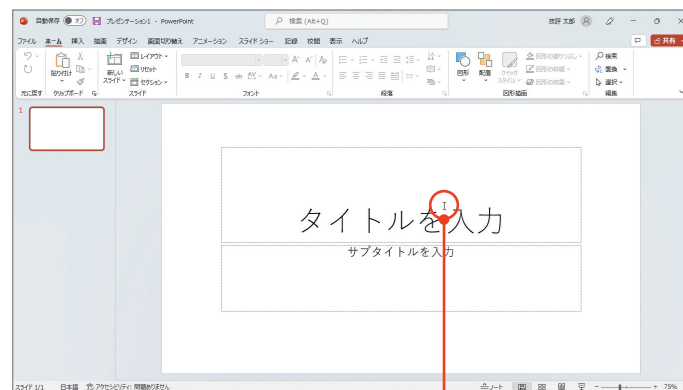 自動保存 オフ プレゼンテーション1 - PowerPoint 検索 (Alt+Q) 技評 太郎
ファイル ホーム 挿入 描画 デザイン 画面切り替え アニメーション スライド ショー 記録 校閲 表示 ヘルプ 共有
貼り付け 新しい スライド レイアウト リセット セクション B I U S ab AV Aa A A A A 図形 配置 クイック スタイル 図形の塗りつぶし 図形の枠線 図形の効果 検索 置換 選択
元に戻す クリップボード スライド フォント 段落 図形描画 編集
1
タイトルを入力
サブタイトルを入力
スライド 1/1 日本語 アクセシビリティ: 問題ありません ノート 75%